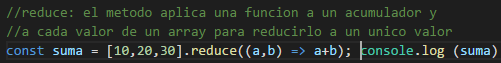 //reduce: el metodo aplica una funcion a un acumulador y
//a cada valor de un array para reducirlo a un unico valor
const suma = [10,20,30].reduce((a,b) => a+b); console.log (suma)